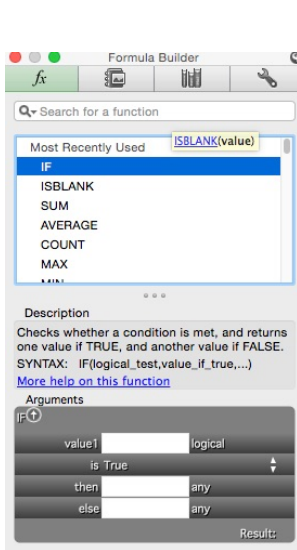 Formula Builder
fx
Search for a function
Most Recently Used
ISBLANK(value)
IF
ISBLANK
SUM
AVERAGE
COUNT
MAX
MIN
Description
Checks whether a condition is met, and returns
one value if TRUE, and another value if FALSE.
SYNTAX: IF(logical_test,value_if_true,...)
More help on this function
Arguments
IF
value1 logical
is True
then any
else any
Result: